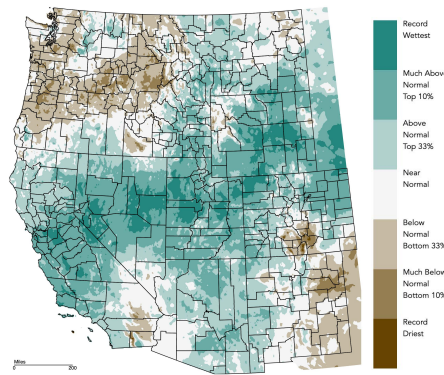 Record
Wettest
Much Above
Normal
Top 10%
Above
Normal
Top 33%
Near
Normal
Below
Normal
Bottom 33%
Much Below
Normal
Bottom 10%
Record
Driest
Miles
0 200